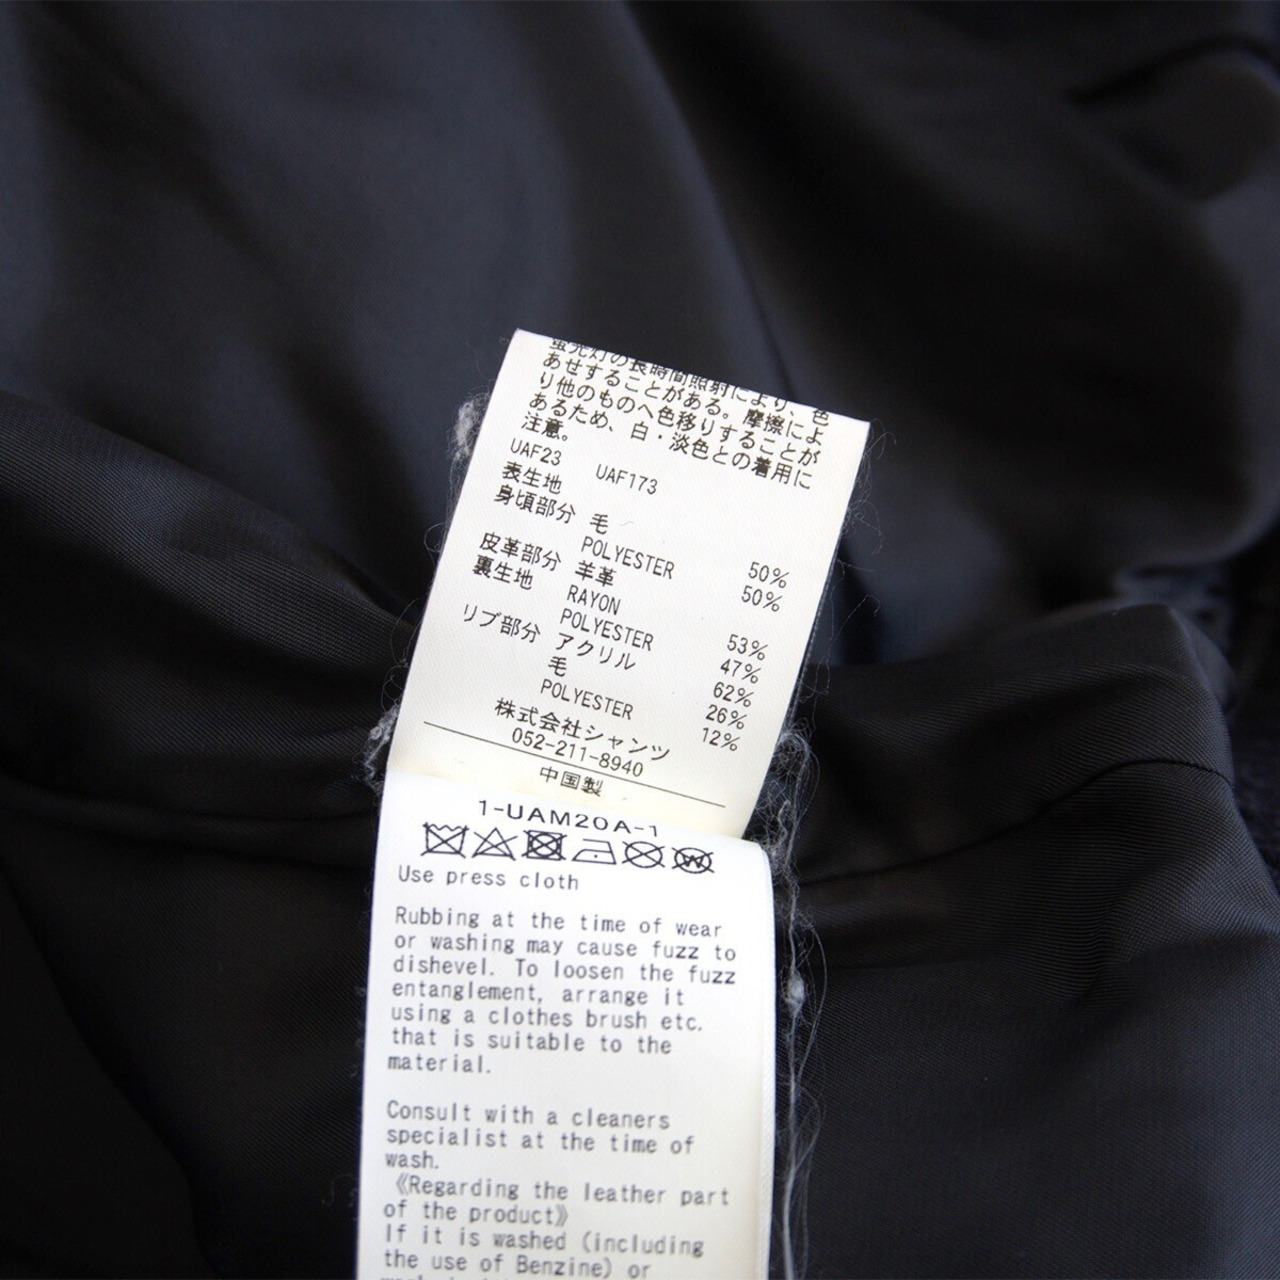 蛍光灯の長時間照射により、色
あせすることがある。摩擦によ
り他のものへ色移りすることが
あるため、白・淡色との着用に
注意。
UAF23 UAF173
表生地
身頃部分 毛 50%
POLYESTER 50%
皮革部分 羊革
裏生地 RAYON 53%
POLYESTER 47%
リブ部分 アクリル 62%
毛 26%
POLYESTER 12%
株式会社シャンツ
052-211-8940
中国製
1-UAM20A-1
Use press cloth
Rubbing at the time of wear
or washing may cause fuzz to
dishevel. To loosen the fuzz
entanglement, arrange it
using a clothes brush etc.
that is suitable to the
material.
Consult with a cleaners
specialist at the time of
wash.
《Regarding the leather part
of the product》
If it is washed (including
the use of Benzine) or